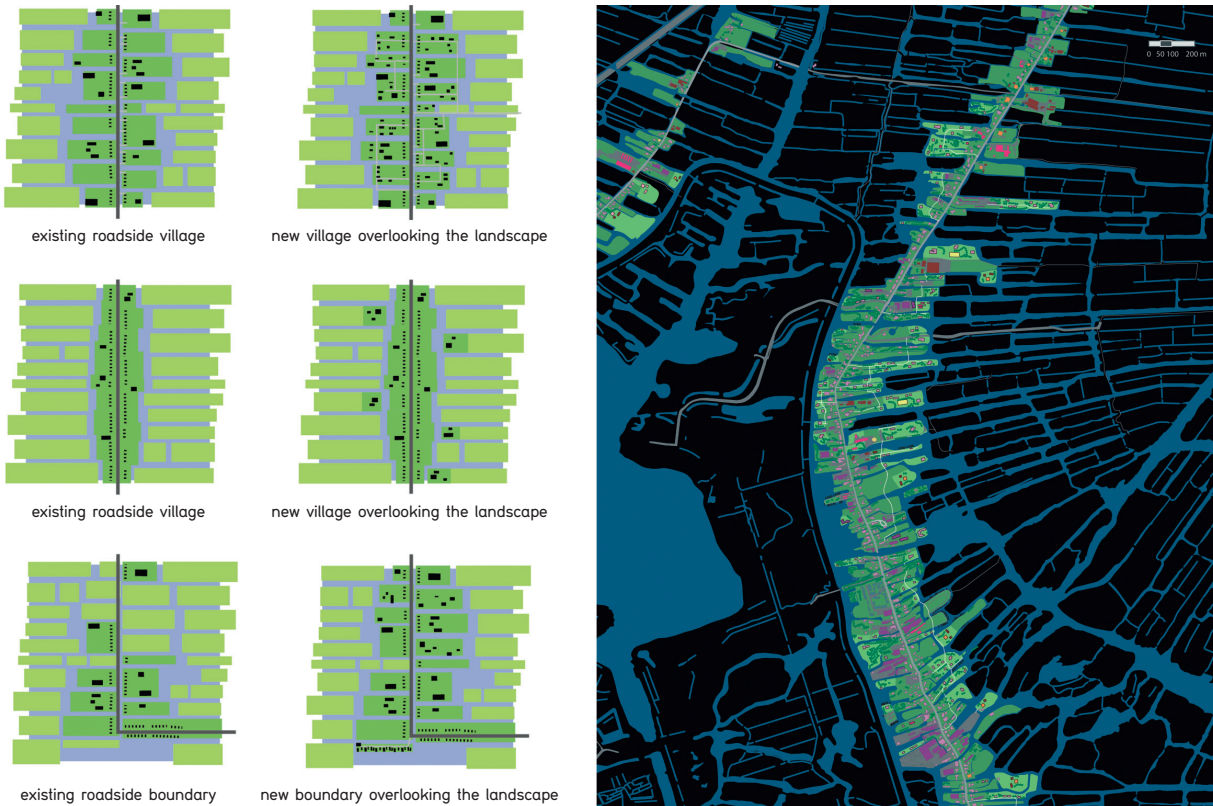 existing roadside village
new village overlooking the landscape
existing roadside village
new village overlooking the landscape
existing roadside boundary
new boundary overlooking the landscape
0 50 100 200 m